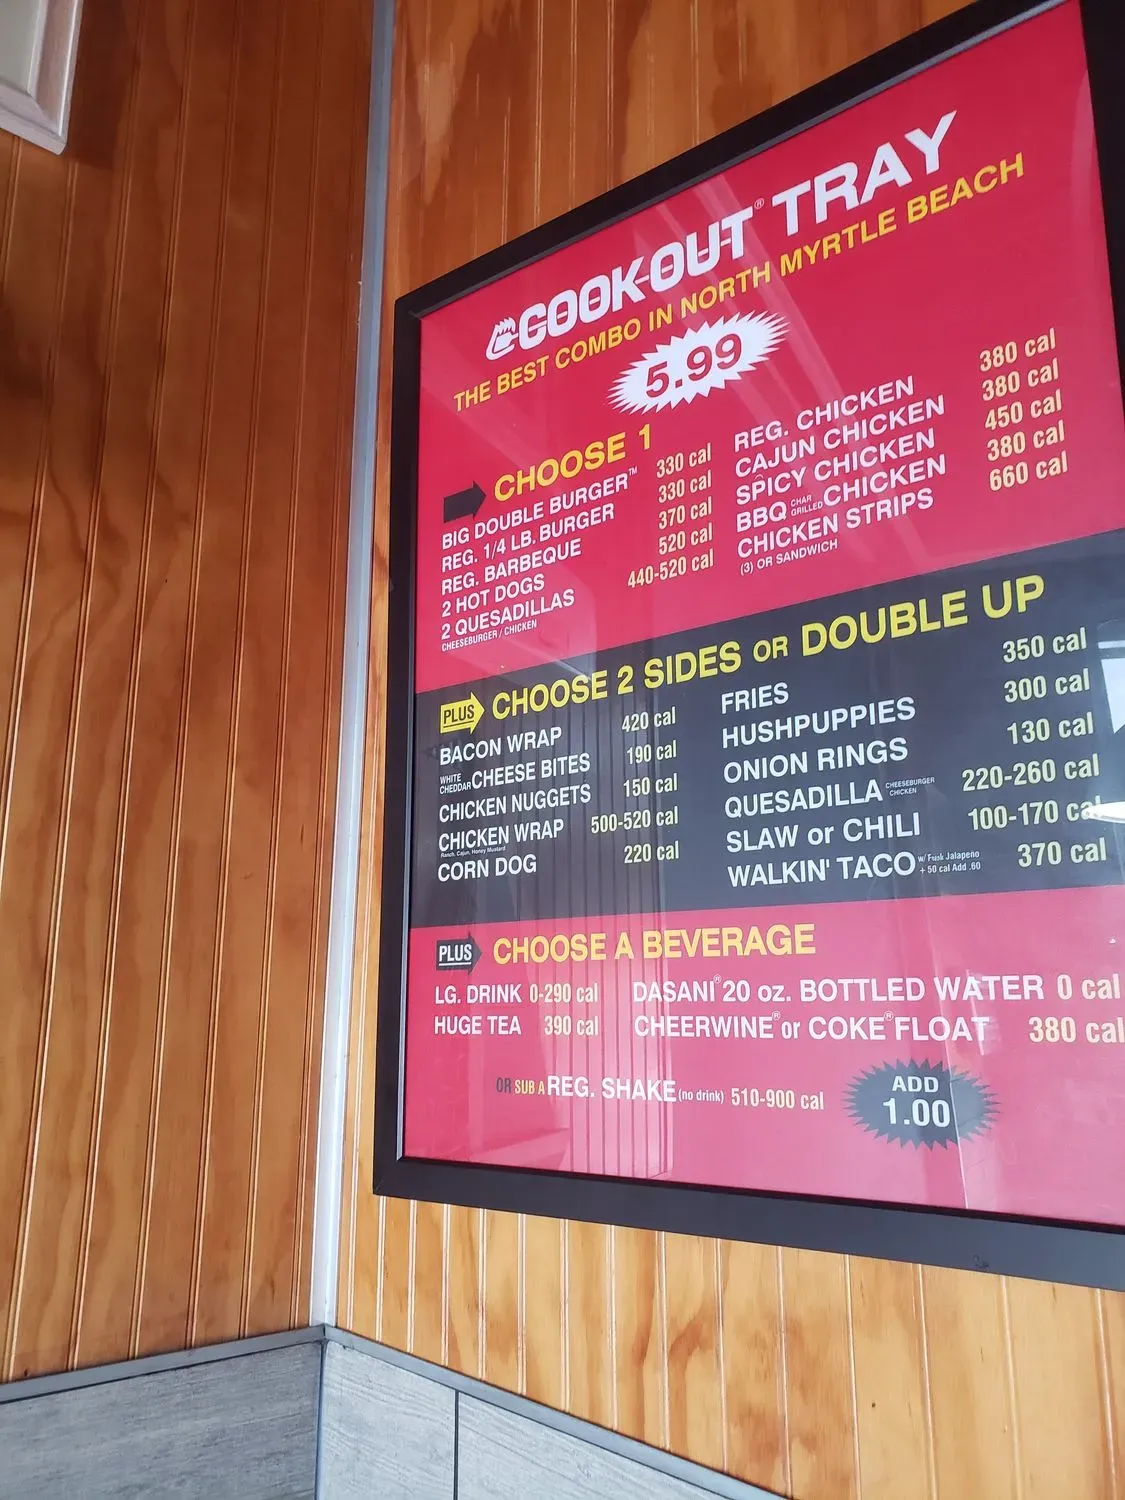 COOK-OUT® TRAY
THE BEST COMBO IN NORTH MYRTLE BEACH
5.99
CHOOSE 1
BIG DOUBLE BURGER™ 330 cal
REG. 1/4 LB. BURGER 330 cal
REG. BARBEQUE 370 cal
2 HOT DOGS 520 cal
2 QUESADILLAS 440-520 cal
CHEESEBURGER / CHICKEN
REG. CHICKEN 380 cal
CAJUN CHICKEN 380 cal
SPICY CHICKEN 450 cal
BBQ CHAR GRILLED CHICKEN 380 cal
CHICKEN STRIPS 660 cal
(3) OR SANDWICH
PLUS CHOOSE 2 SIDES OR DOUBLE UP
BACON WRAP 420 cal
WHITE CHEDDAR CHEESE BITES 190 cal
CHICKEN NUGGETS 150 cal
CHICKEN WRAP 500-520 cal
Ranch, Cajun, Honey Mustard
CORN DOG 220 cal
FRIES 350 cal
HUSHPUPPIES 300 cal
ONION RINGS 130 cal
QUESADILLA CHEESEBURGER CHICKEN 220-260 cal
SLAW or CHILI 100-170 cal
WALKIN' TACO w/ Fresh Jalapeno + 50 cal Add .60 370 cal
PLUS CHOOSE A BEVERAGE
LG. DRINK 0-290 cal DASANI® 20 oz. BOTTLED WATER 0 cal
HUGE TEA 390 cal CHEERWINE® or COKE® FLOAT 380 cal
OR SUB A REG. SHAKE (no drink) 510-900 cal
ADD
1.00